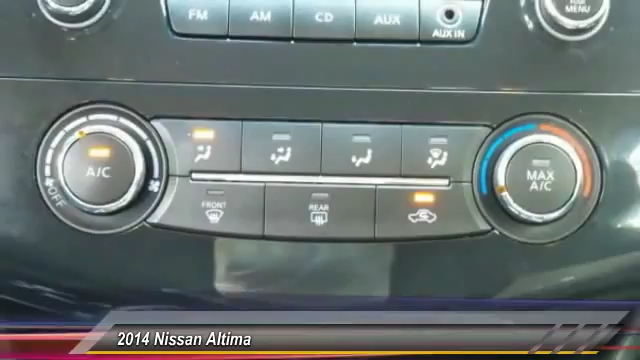 FM AM CD AUX AUX IN
MENU
A/C
OFF
MAX
A/C
FRONT
REAR
2014 Nissan Altima